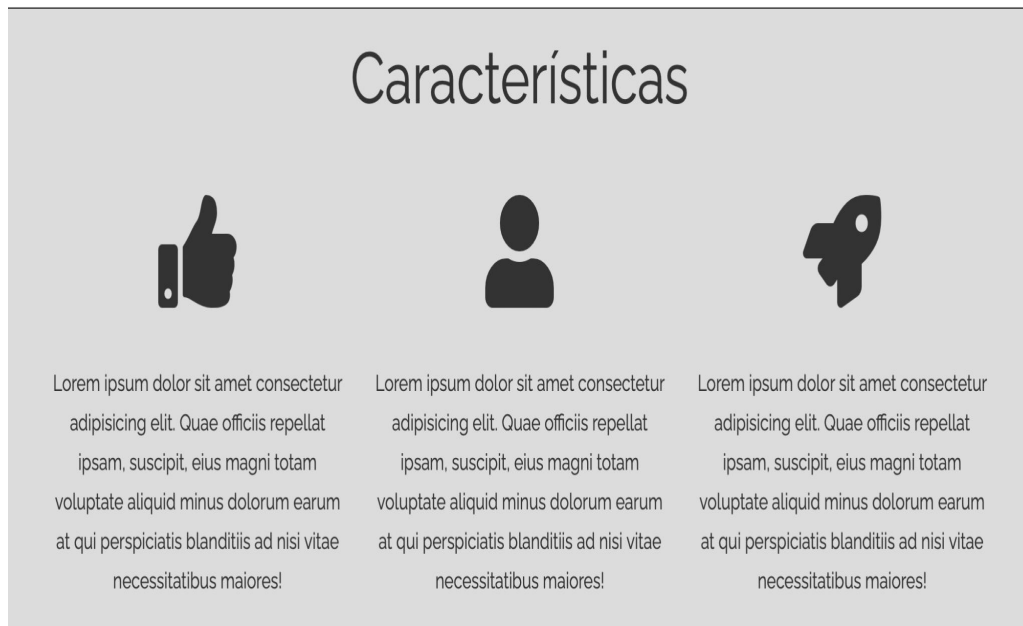 Características
Lorem ipsum dolor sit amet consectetur
adipisicing elit. Quae officiis repellat
ipsam, suscipit, eius magni totam
voluptate aliquid minus dolorum earum
at qui perspiciatis blanditiis ad nisi vitae
necessitatibus maiores!
Lorem ipsum dolor sit amet consectetur
adipisicing elit. Quae officiis repellat
ipsam, suscipit, eius magni totam
voluptate aliquid minus dolorum earum
at qui perspiciatis blanditiis ad nisi vitae
necessitatibus maiores!
Lorem ipsum dolor sit amet consectetur
adipisicing elit. Quae officiis repellat
ipsam, suscipit, eius magni totam
voluptate aliquid minus dolorum earum
at qui perspiciatis blanditiis ad nisi vitae
necessitatibus maiores!